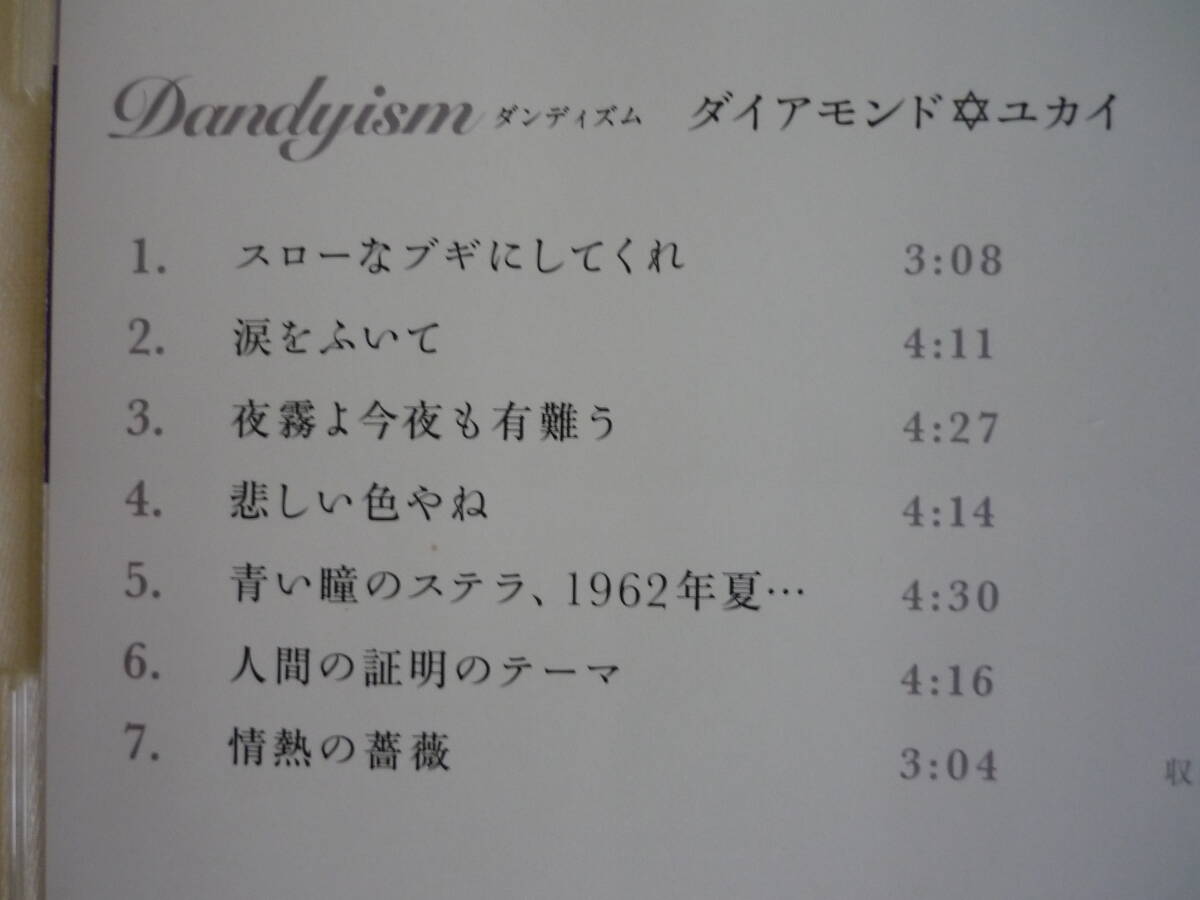 Dandyism ダンディズム ダイアモンド✡ユカイ
1. スローなブギにしてくれ 3:08
2. 涙をふいて 4:11
3. 夜霧よ今夜も有難う 4:27
4. 悲しい色やね 4:14
5. 青い瞳のステラ、1962年夏… 4:30
6. 人間の証明のテーマ 4:16
7. 情熱の薔薇 3:04
収